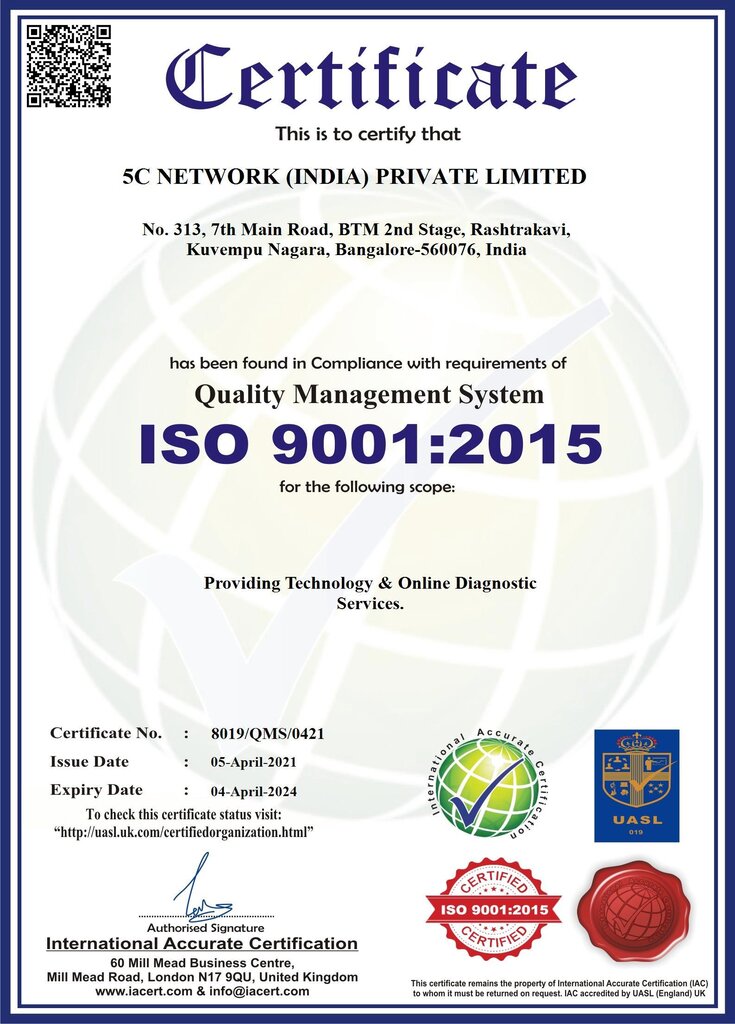 Certificate
This is to certify that
5C NETWORK (INDIA) PRIVATE LIMITED
No. 313, 7th Main Road, BTM 2nd Stage, Rashtrakavi,
Kuvempu Nagara, Bangalore-560076, India
has been found in Compliance with requirements of
Quality Management System
ISO 9001:2015
for the following scope:
Providing Technology & Online Diagnostic
Services.
Certificate No. : 8019/QMS/0421
Issue Date : 05-April-2021
Expiry Date : 04-April-2024
To check this certificate status visit:
“http://uasl.uk.com/certifiedorganization.html”
Authorised Signature
International Accurate Certification
60 Mill Mead Business Centre,
Mill Mead Road, London N17 9QU, United Kingdom
www.iacert.com & info@iacert.com
International Accurate Certification
UASL
019
CERTIFIED
ISO 9001:2015
CERTIFIED
This certificate remains the property of International Accurate Certification (IAC)
to whom it must be returned on request. IAC accredited by UASL (England) UK